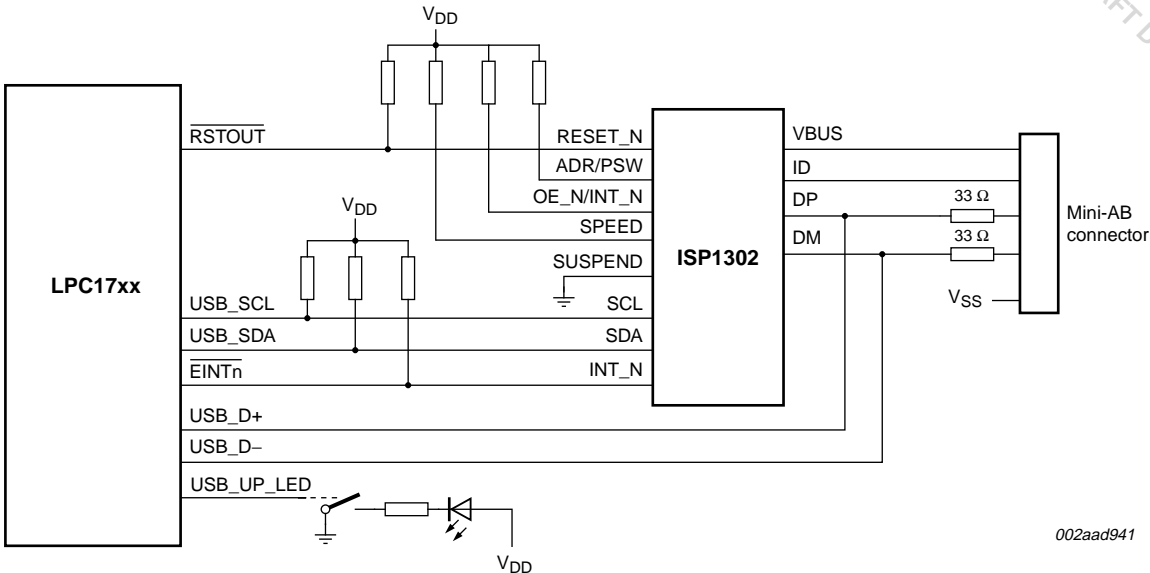 VDD
RSTOUT
RESET_N
ADR/PSW
OE_N/INT_N
SPEED
SUSPEND
VDD
LPC17xx
USB_SCL
SCL
USB_SDA
SDA
EINTn
INT_N
USB_D+
USB_D−
USB_UP_LED
VDD
ISP1302
VBUS
ID
DP
33 Ω
DM
33 Ω
VSS
Mini-AB
connector
002aad941